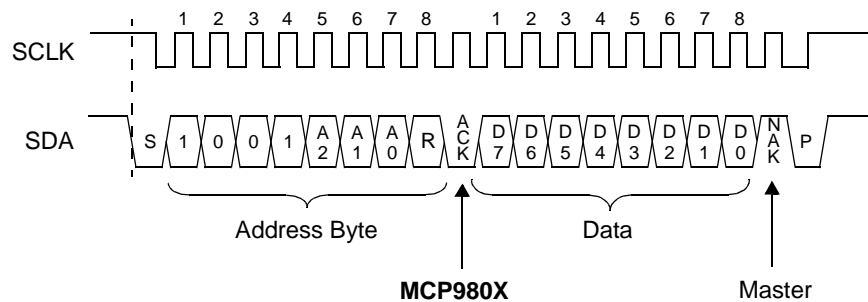 1 2 3 4 5 6 7 8 1 2 3 4 5 6 7 8
SCLK
SDA S 1 0 0 1 A2 A1 A0 R ACK D7 D6 D5 D4 D3 D2 D1 D0 NAK P
Address Byte Data
MCP980X Master